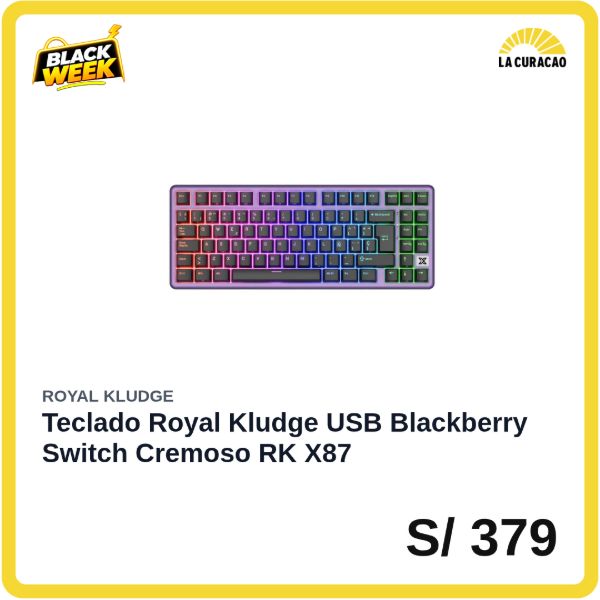 BLACK
WEEK
LA CURACAO
ROYAL KLUDGE
Teclado Royal Kludge USB Blackberry
Switch Cremoso RK X87
S/ 379